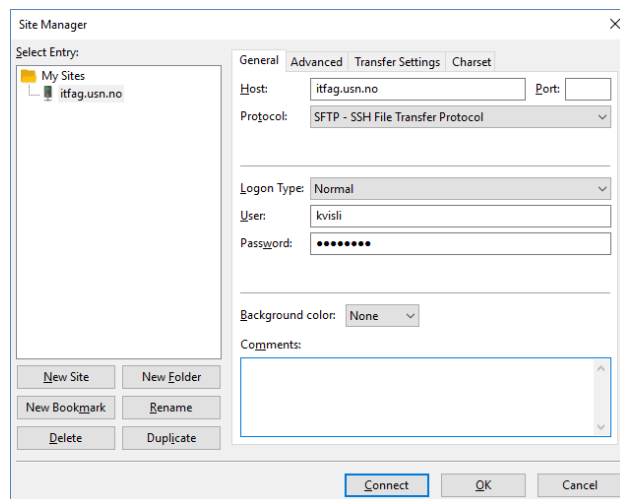 Site Manager
Select Entry:
My Sites
itfag.usn.no
New Site
New Folder
New Bookmark
Rename
Delete
Duplicate
General
Advanced
Transfer Settings
Charset
Host:
itfag.usn.no
Port:
Protocol:
SFTP - SSH File Transfer Protocol
Logon Type:
Normal
User:
kvisli
Password:
●●●●●●●●
Background color:
None
Comments:
Connect
OK
Cancel